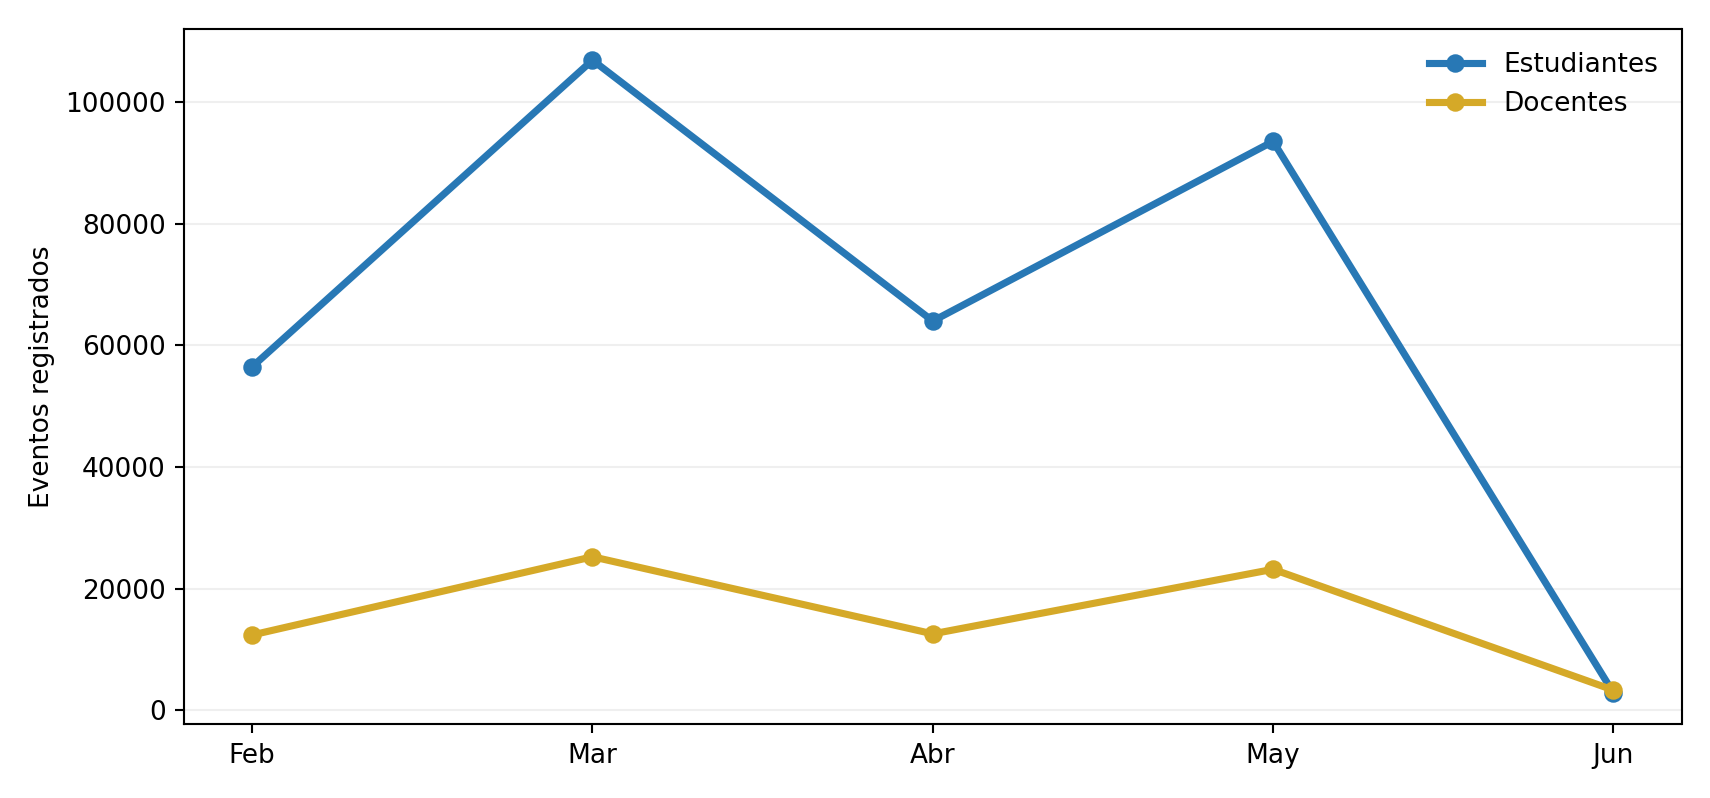 Estudiantes
Docentes
Eventos registrados
100000
80000
60000
40000
20000
0
Feb Mar Abr May Jun